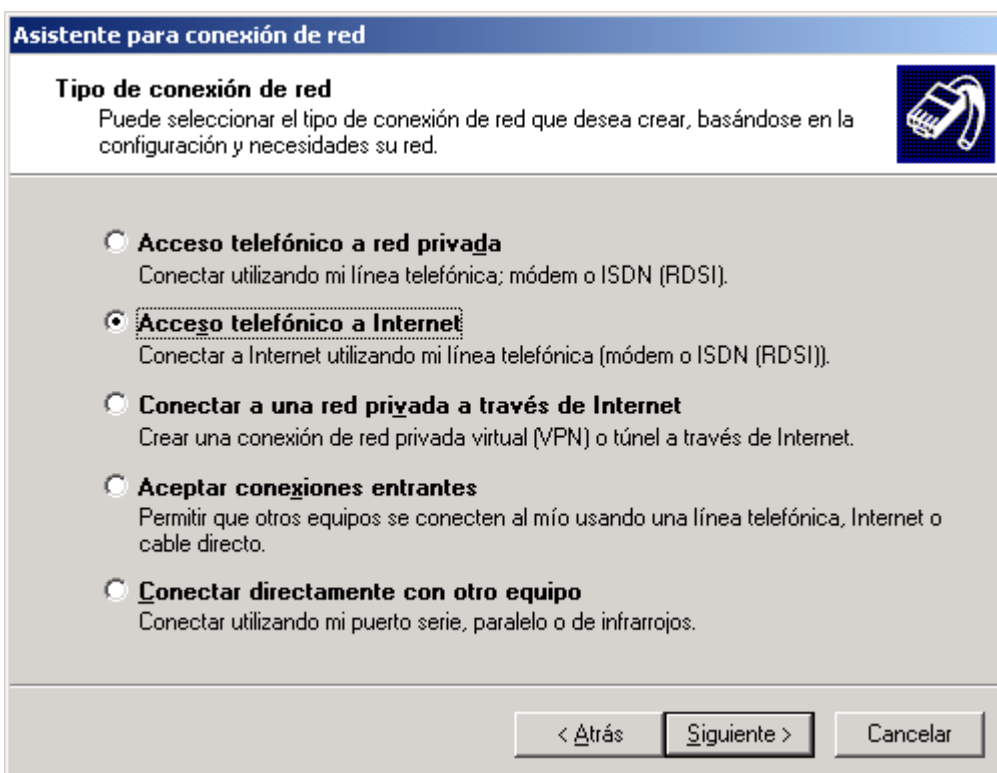 Asistente para conexión de red
Tipo de conexión de red
Puede seleccionar el tipo de conexión de red que desea crear, basándose en la
configuración y necesidades su red.
Acceso telefónico a red privada
Conectar utilizando mi línea telefónica; módem o ISDN (RDSI).
Acceso telefónico a Internet
Conectar a Internet utilizando mi línea telefónica (módem o ISDN (RDSI)).
Conectar a una red privada a través de Internet
Crear una conexión de red privada virtual (VPN) o túnel a través de Internet.
Aceptar conexiones entrantes
Permitir que otros equipos se conecten al mío usando una línea telefónica, Internet o
cable directo.
Conectar directamente con otro equipo
Conectar utilizando mi puerto serie, paralelo o de infrarrojos.
< Atrás Siguiente > Cancelar